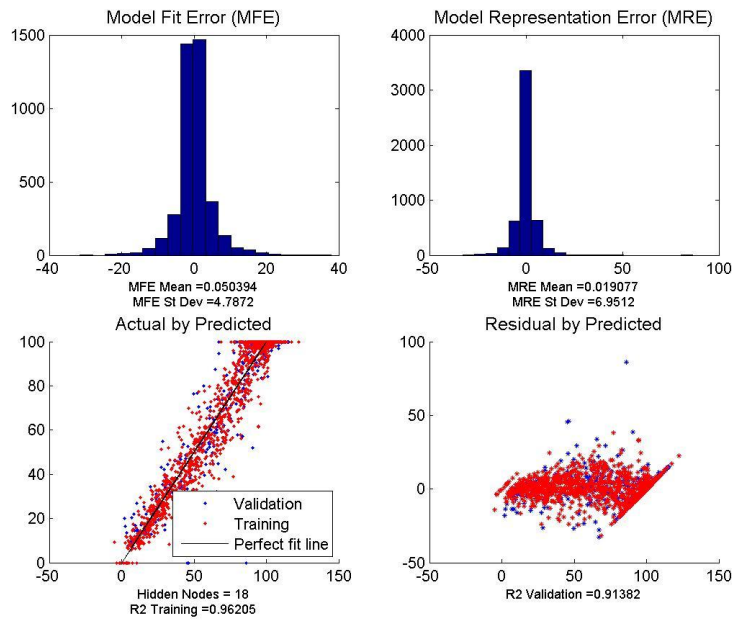 Model Fit Error (MFE)
1500
1000
500
0
-40
-20
0
20
40
MFE Mean =0.050394
MFE St Dev =4.7872
Model Representation Error (MRE)
4000
3000
2000
1000
0
-50
0
50
100
MRE Mean =0.019077
MRE St Dev =6.9512
Actual by Predicted
100
80
60
40
20
0
-50
0
50
100
150
Validation
Training
Perfect fit line
Hidden Nodes = 18
R2 Training =0.96205
Residual by Predicted
100
50
0
-50
-50
0
50
100
150
R2 Validation =0.91382